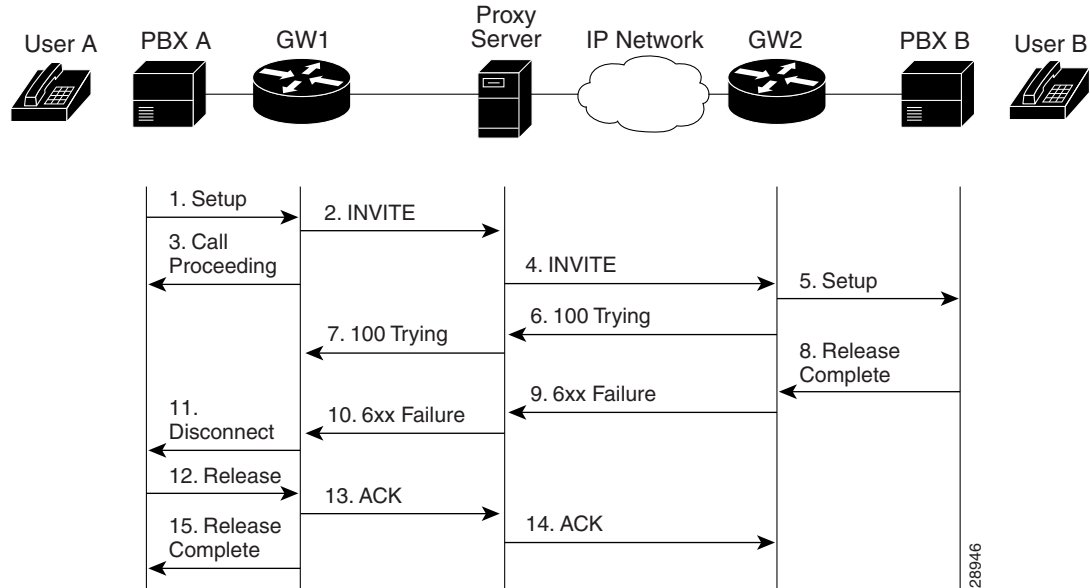 Proxy
Server
User A
PBX A
GW1
IP Network
GW2
PBX B
User B
1. Setup
2. INVITE
3. Call
Proceeding
4. INVITE
5. Setup
6. 100 Trying
7. 100 Trying
8. Release
Complete
9. 6xx Failure
10. 6xx Failure
11.
Disconnect
12. Release
13. ACK
14. ACK
15. Release
Complete
28946